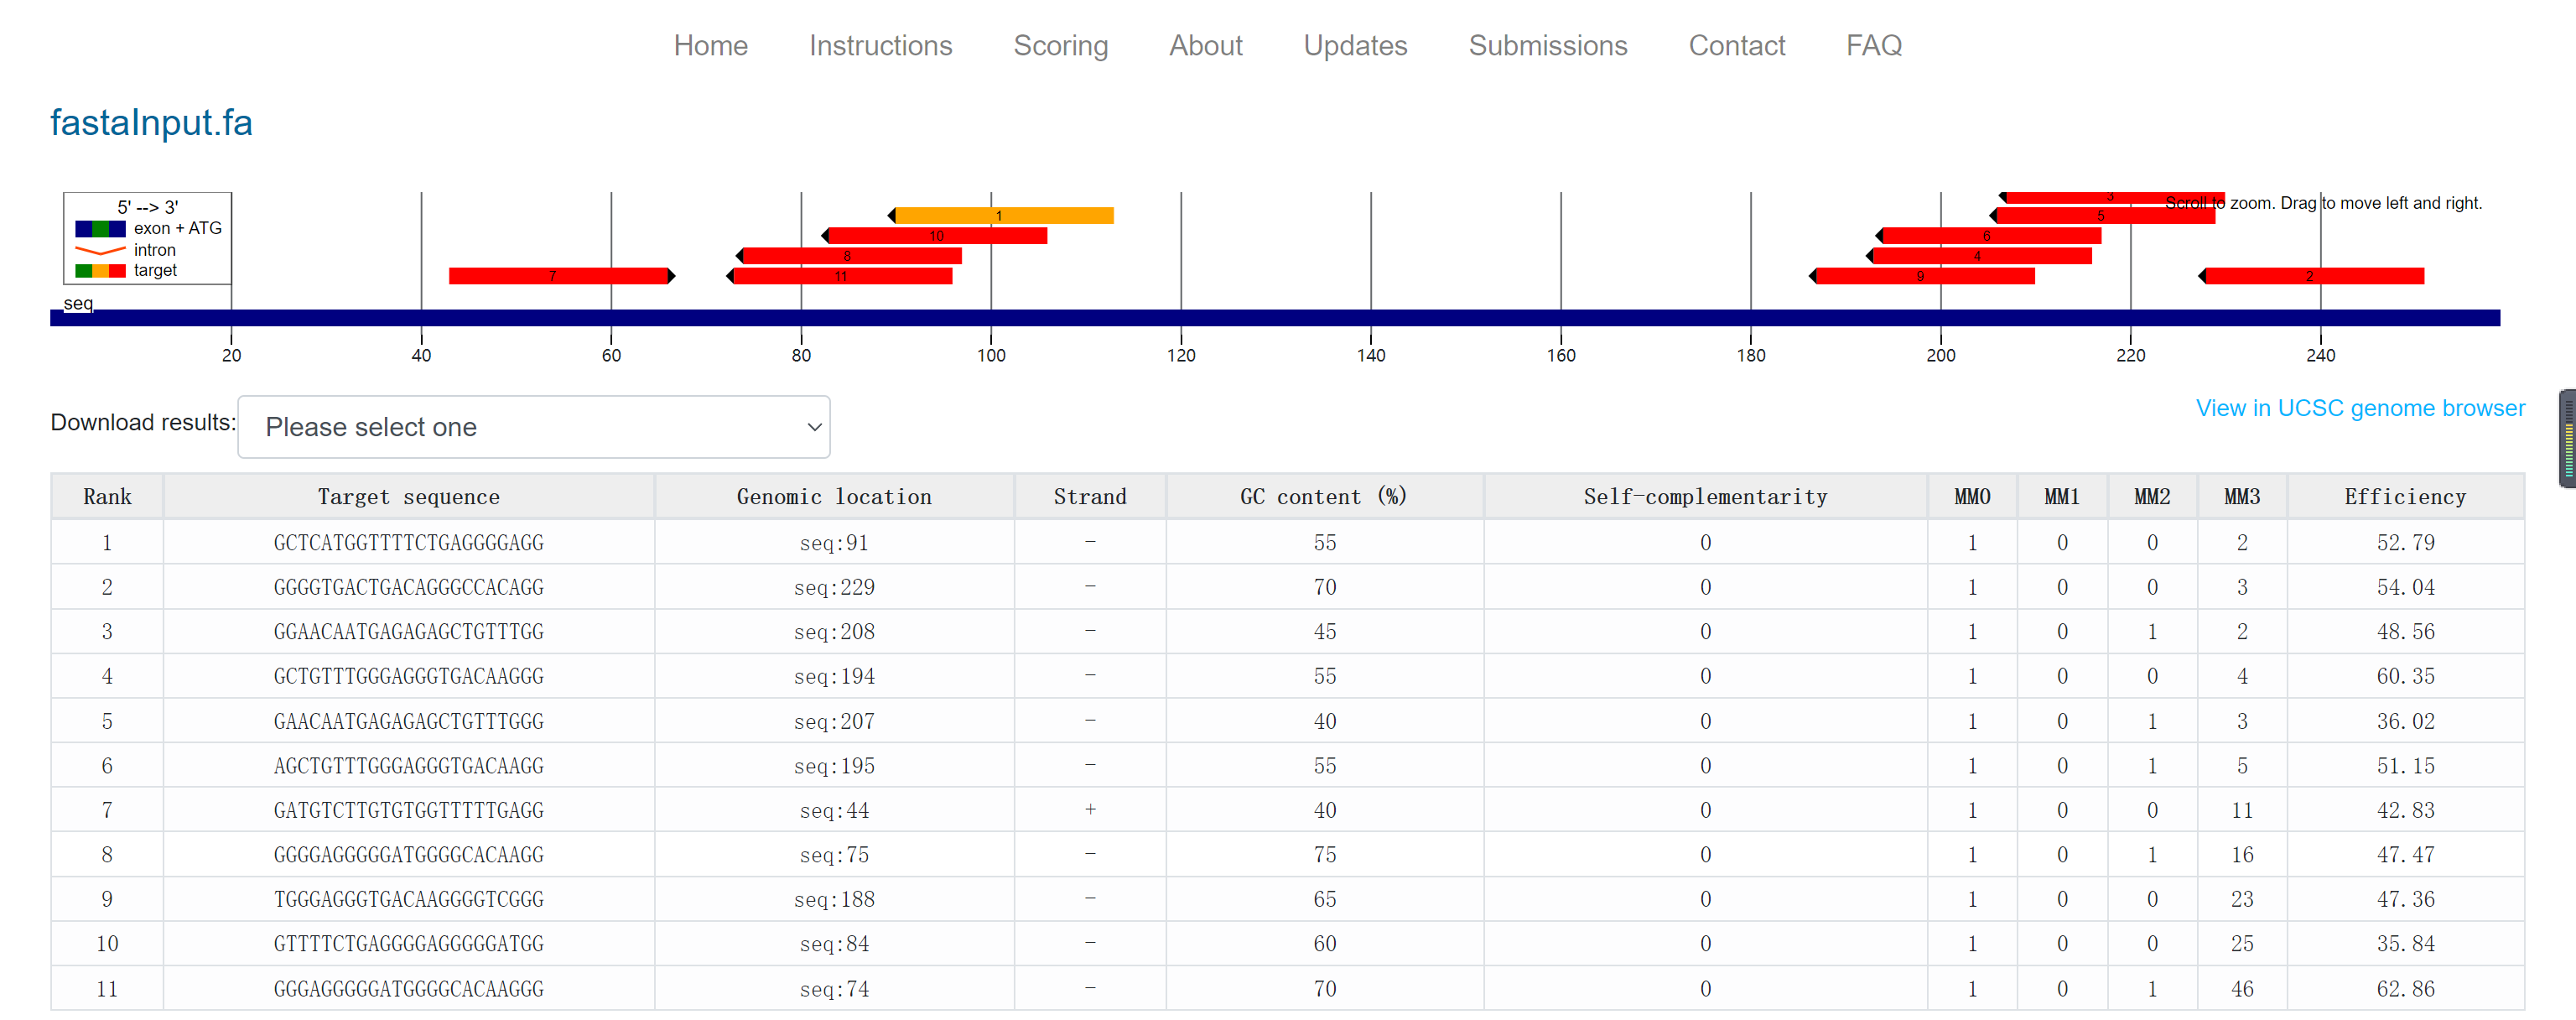 Home Instructions Scoring About Updates Submissions Contact FAQ
fastaInput.fa
5' --> 3'
exon + ATG
intron
target
seq
Scroll to zoom. Drag to move left and right.
3
1
5
10
6
8
4
7
11
9
2
20 40 60 80 100 120 140 160 180 200 220 240
Download results: Please select one
View in UCSC genome browser
Rank Target sequence Genomic location Strand GC content (%) Self-complementarity MM0 MM1 MM2 MM3 Efficiency
1 GCTCATGGTTTTCTGAGGGGAGG seq:91 - 55 0 1 0 0 2 52.79
2 GGGGTGACTGACAGGGCCACAGG seq:229 - 70 0 1 0 0 3 54.04
3 GGAACAATGAGAGAGCTGTTTGG seq:208 - 45 0 1 0 1 2 48.56
4 GCTGTTTGGGAGGGTGACAAGGG seq:194 - 55 0 1 0 0 4 60.35
5 GAACAATGAGAGAGCTGTTTGGG seq:207 - 40 0 1 0 1 3 36.02
6 AGCTGTTTGGGAGGGTGACAAGG seq:195 - 55 0 1 0 1 5 51.15
7 GATGTCTTGTGTGGTTTTTGAGG seq:44 + 40 0 1 0 0 11 42.83
8 GGGGAGGGGGATGGGGCACAAGG seq:75 - 75 0 1 0 1 16 47.47
9 TGGGAGGGTGACAAGGGGTCGGG seq:188 - 65 0 1 0 0 23 47.36
10 GTTTTCTGAGGGGAGGGGGATGG seq:84 - 60 0 1 0 0 25 35.84
11 GGGAGGGGGATGGGGCACAAGGG seq:74 - 70 0 1 0 1 46 62.86